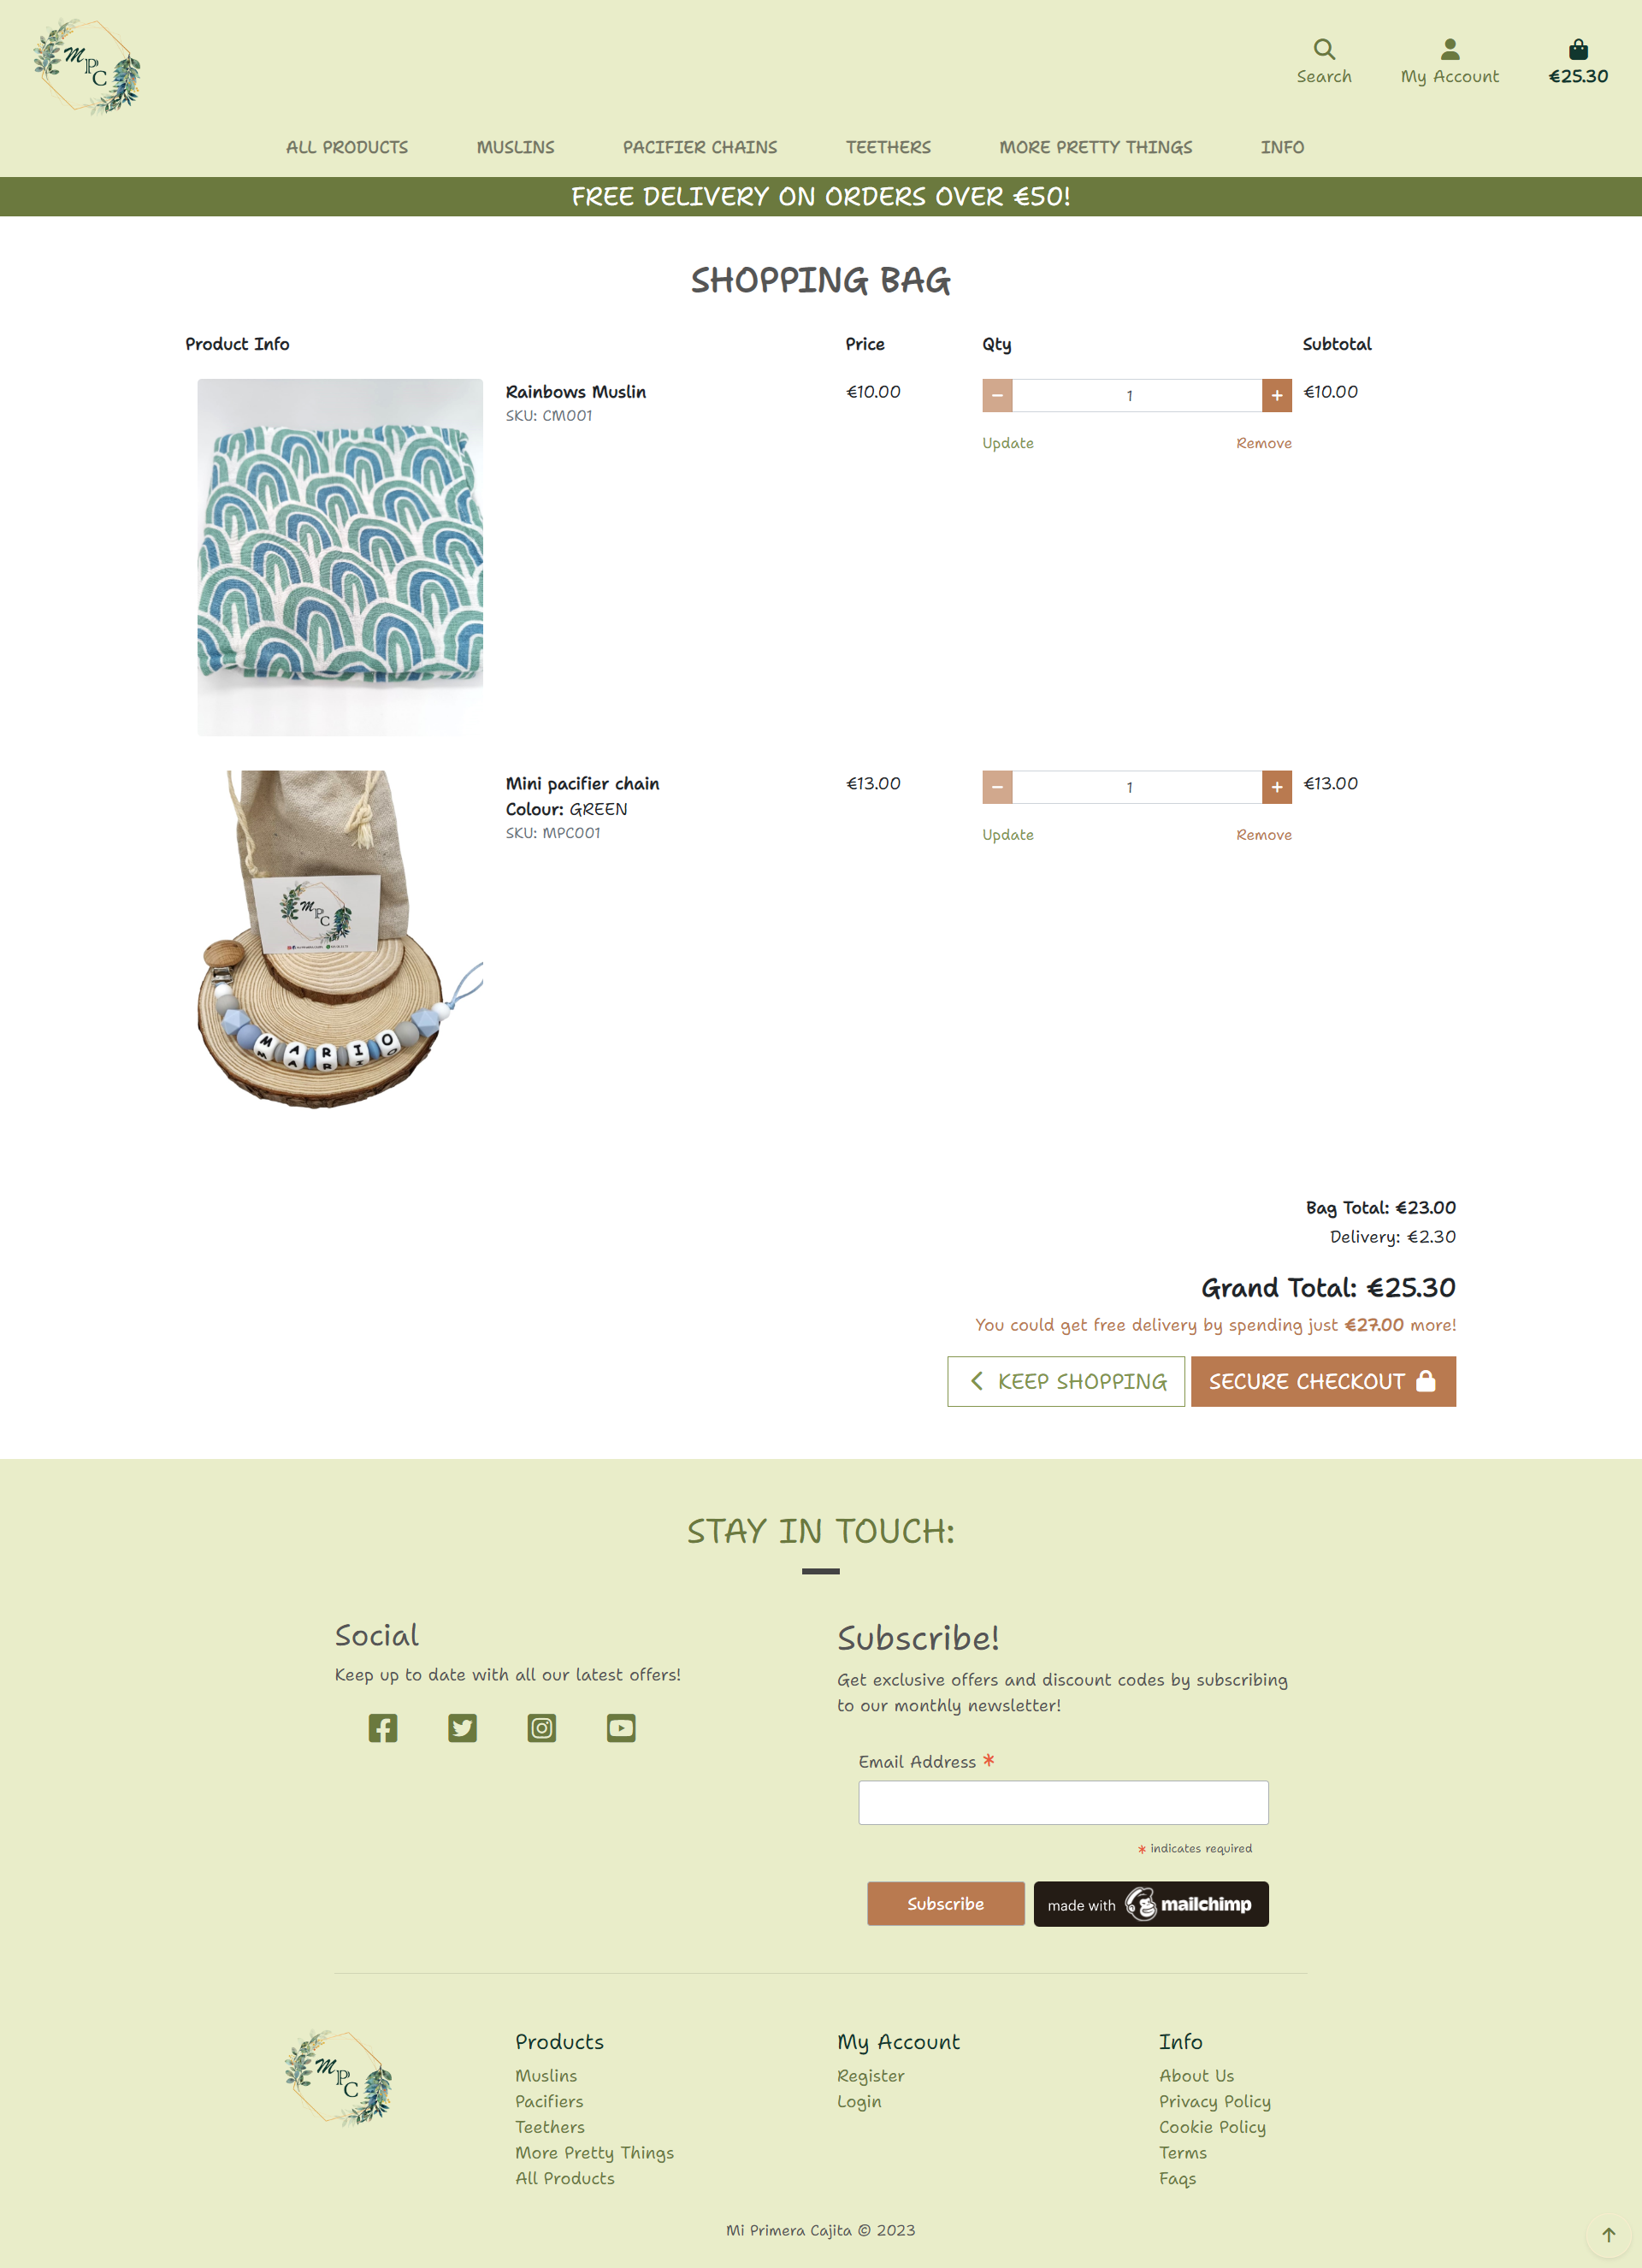 M
P
C
Search
My Account
€25.30
ALL PRODUCTS
MUSLINS
PACIFIER CHAINS
TEETHERS
MORE PRETTY THINGS
INFO
FREE DELIVERY ON ORDERS OVER €50!
SHOPPING BAG
Product Info
Price
Qty
Subtotal
Rainbows Muslin
SKU: CM001
€10.00
1
€10.00
Update
Remove
Mini pacifier chain
Colour: GREEN
SKU: MPC001
€13.00
1
€13.00
Update
Remove
M
P
C
MARIO
Bag Total: €23.00
Delivery: €2.30
Grand Total: €25.30
You could get free delivery by spending just €27.00 more!
KEEP SHOPPING
SECURE CHECKOUT
STAY IN TOUCH:
Social
Keep up to date with all our latest offers!
Subscribe!
Get exclusive offers and discount codes by subscribing
to our monthly newsletter!
Email Address *
* indicates required
Subscribe
made with mailchimp
M
P
C
Products
Muslins
Pacifiers
Teethers
More Pretty Things
All Products
My Account
Register
Login
Info
About Us
Privacy Policy
Cookie Policy
Terms
Faqs
Mi Primera Cajita © 2023